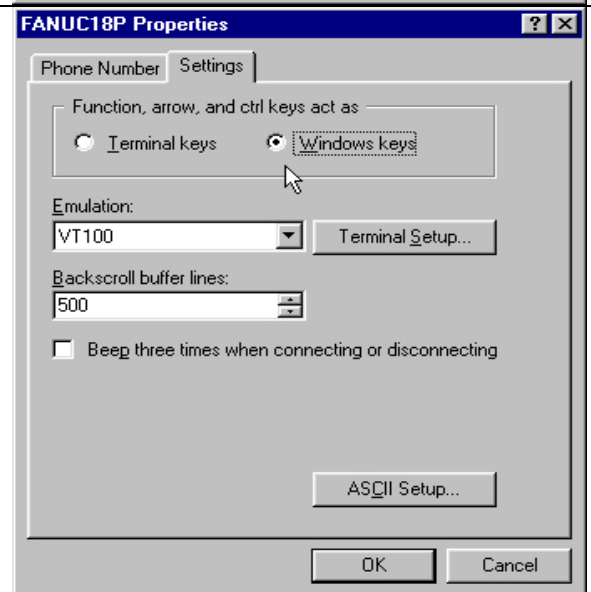 FANUC18P Properties
Phone Number Settings
Function, arrow, and ctrl keys act as
Terminal keys Windows keys
Emulation:
VT100 Terminal Setup...
Backscroll buffer lines:
500
Beep three times when connecting or disconnecting
ASCII Setup...
OK Cancel